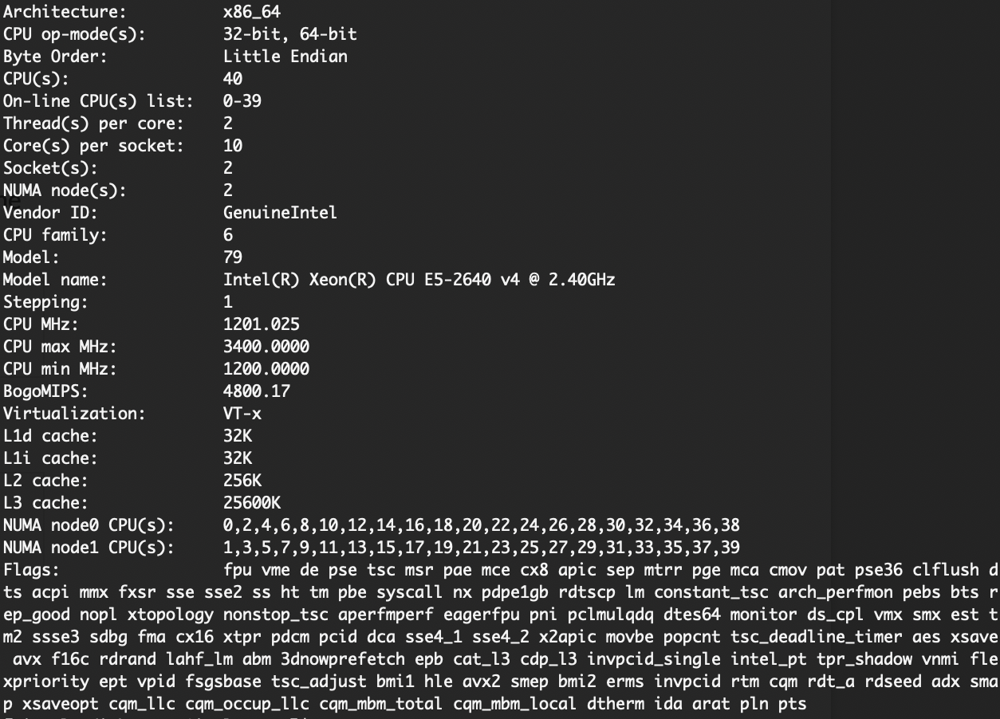 Architecture:          x86_64
CPU op-mode(s):        32-bit, 64-bit
Byte Order:            Little Endian
CPU(s):                40
On-line CPU(s) list:   0-39
Thread(s) per core:    2
Core(s) per socket:    10
Socket(s):             2
NUMA node(s):          2
Vendor ID:             GenuineIntel
CPU family:            6
Model:                 79
Model name:            Intel(R) Xeon(R) CPU E5-2640 v4 @ 2.40GHz
Stepping:              1
CPU MHz:               1201.025
CPU max MHz:           3400.0000
CPU min MHz:           1200.0000
BogoMIPS:              4800.17
Virtualization:        VT-x
L1d cache:             32K
L1i cache:             32K
L2 cache:              256K
L3 cache:              25600K
NUMA node0 CPU(s):     0,2,4,6,8,10,12,14,16,18,20,22,24,26,28,30,32,34,36,38
NUMA node1 CPU(s):     1,3,5,7,9,11,13,15,17,19,21,23,25,27,29,31,33,35,37,39
Flags:                 fpu vme de pse tsc msr pae mce cx8 apic sep mtrr pge mca cmov pat pse36 clflush d
ts acpi mmx fxsr sse sse2 ss ht tm pbe syscall nx pdpe1gb rdtscp lm constant_tsc arch_perfmon pebs bts r
ep_good nopl xtopology nonstop_tsc aperfmperf eagerfpu pni pclmulqdq dtes64 monitor ds_cpl vmx smx est t
m2 ssse3 sdbg fma cx16 xtpr pdcm pcid dca sse4_1 sse4_2 x2apic movbe popcnt tsc_deadline_timer aes xsave
 avx f16c rdrand lahf_lm abm 3dnowprefetch epb cat_l3 cdp_l3 invpcid_single intel_pt tpr_shadow vnmi fle
xpriority ept vpid fsgsbase tsc_adjust bmi1 hle avx2 smep bmi2 erms invpcid rtm cqm rdt_a rdseed adx sma
p xsaveopt cqm_llc cqm_occup_llc cqm_mbm_total cqm_mbm_local dtherm ida arat pln pts